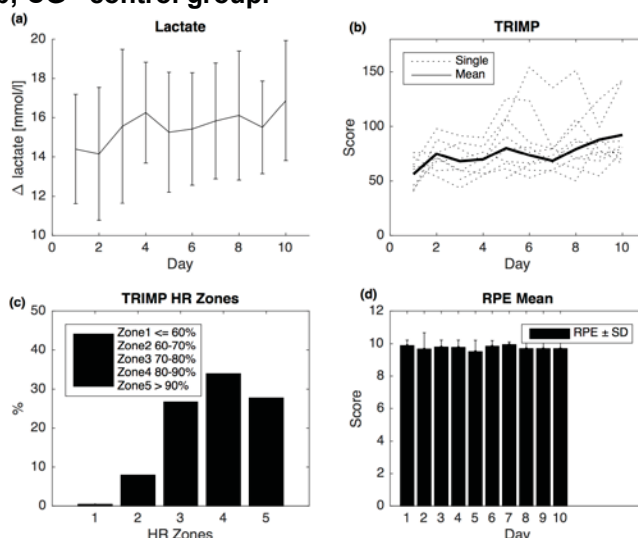 control group.
(a)
Lactate
Δ lactate [mmol/l]
20
18
16
14
12
10
0
2
4
6
8
10
Day
(b)
TRIMP
Single
Mean
Score
150
100
50
0
0
2
4
6
8
10
Day
(c)
TRIMP HR Zones
Zone1 <= 60%
Zone2 60-70%
Zone3 70-80%
Zone4 80-90%
Zone5 > 90%
%
50
40
30
20
10
0
1
2
3
4
5
HR Zones
(d)
RPE Mean
RPE ± SD
Score
12
10
8
6
4
2
0
1 2 3 4 5 6 7 8 9 10
Day